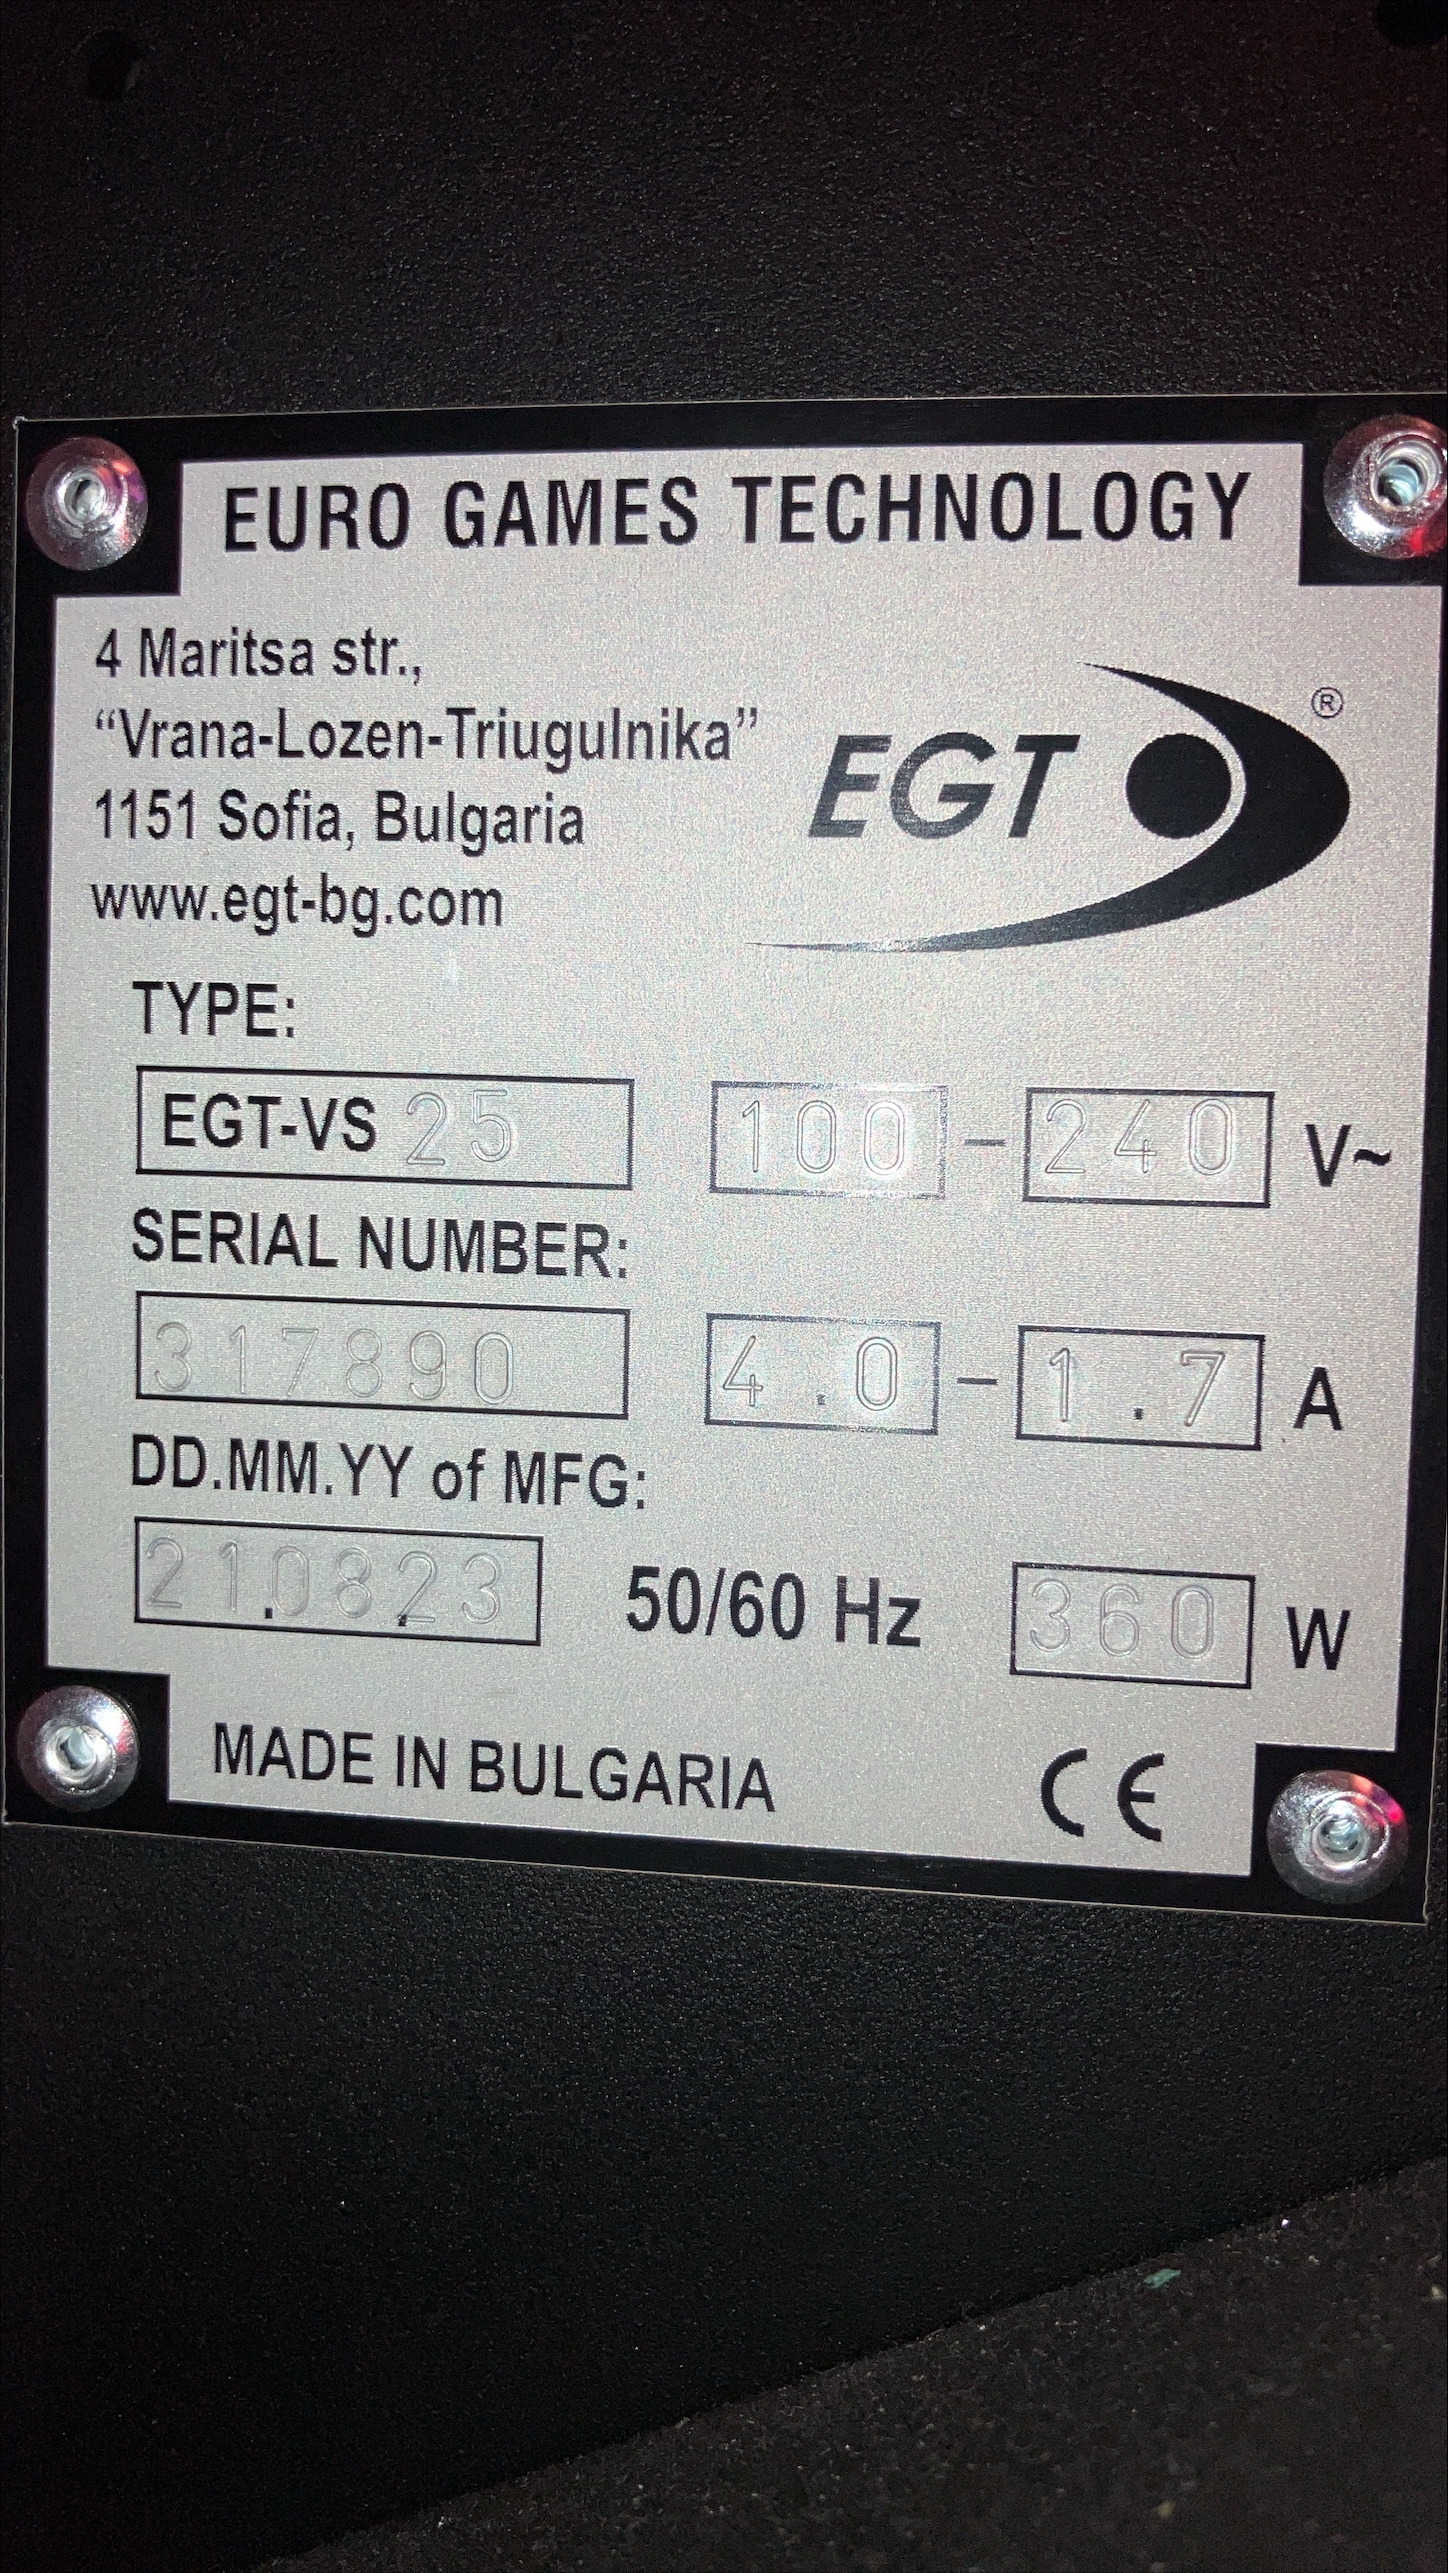 EURO GAMES TECHNOLOGY
4 Maritsa str.,
“Vrana-Lozen-Triugulnika”
1151 Sofia, Bulgaria
www.egt-bg.com
EGT ®
TYPE:
EGT-VS 25 100 - 240 V~
SERIAL NUMBER:
317890 4.0 - 1.7 A
DD.MM.YY of MFG:
21.08.23 50/60 Hz 360 W
MADE IN BULGARIA CE